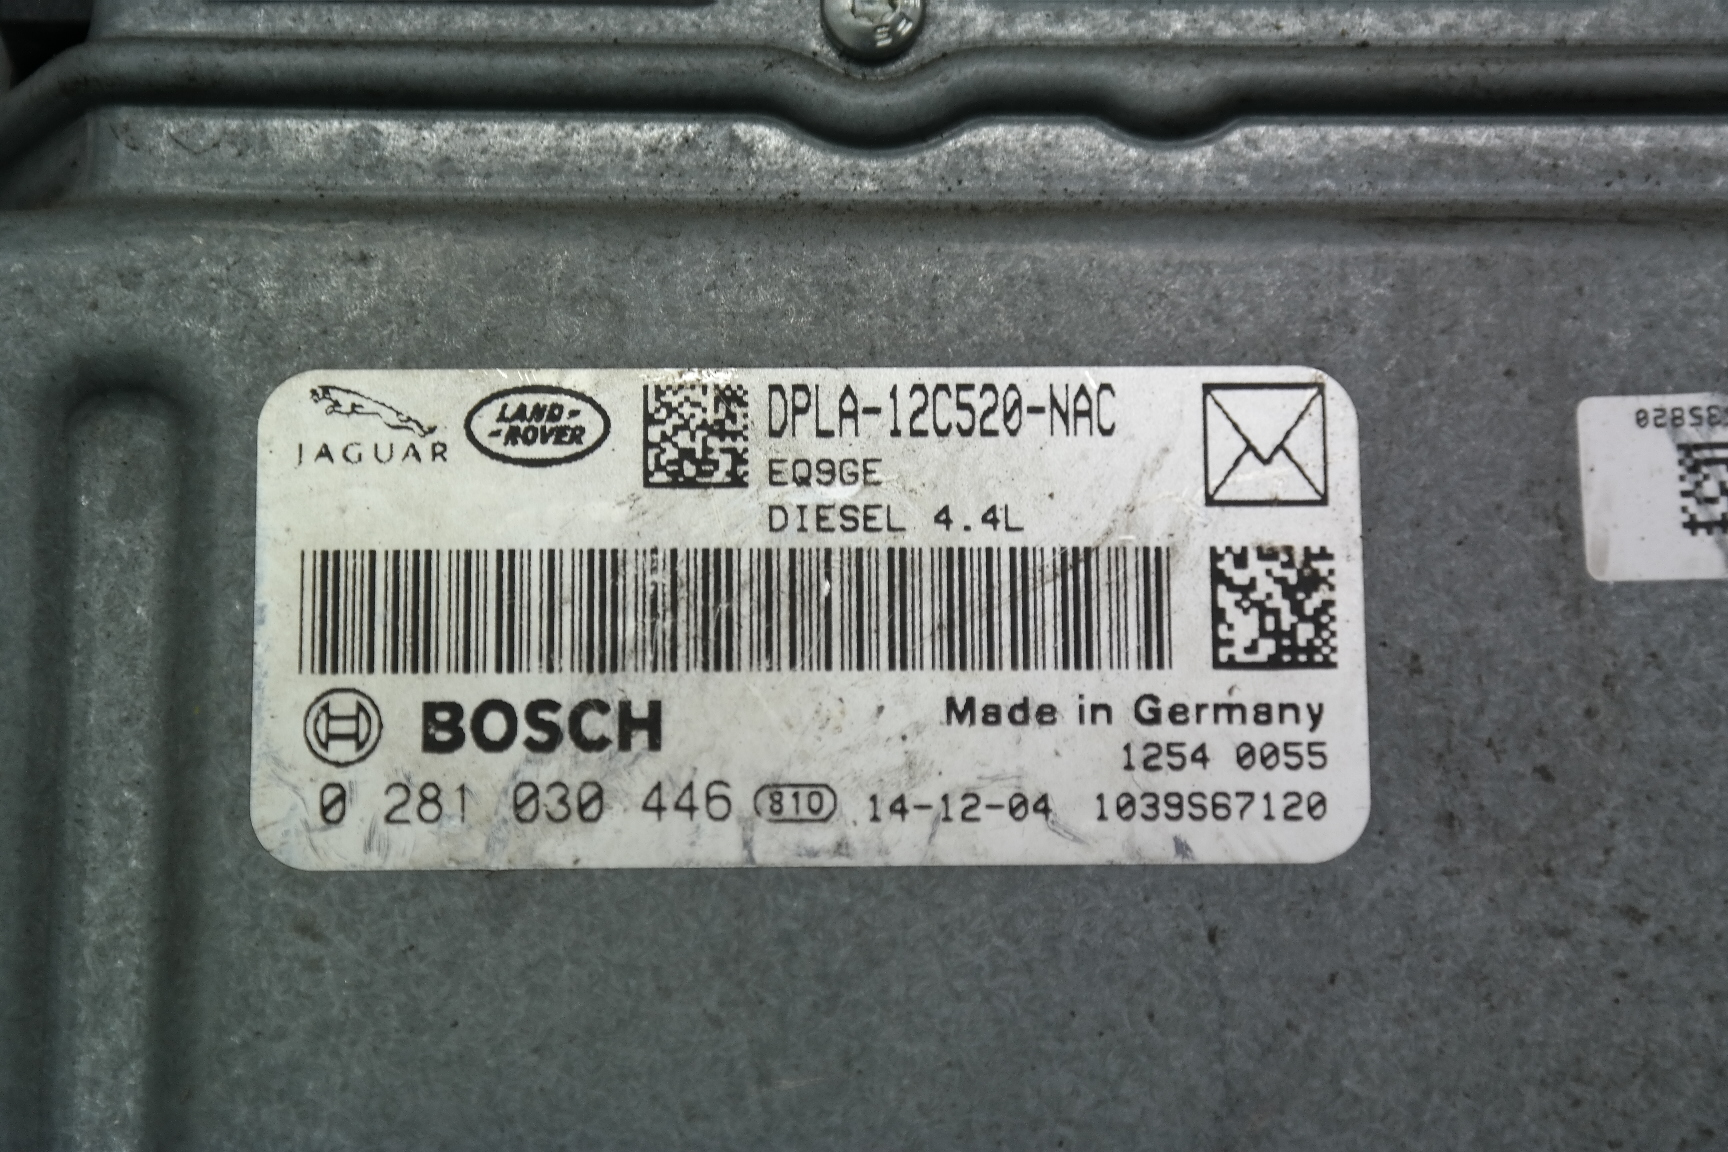 JAGUAR
LAND-
-ROVER
DPLA-12C520-NAC
EQ9GE
DIESEL 4.4L
BOSCH
Made in Germany
1254 0055
0 281 030 446 810 14-12-04 1039S67120